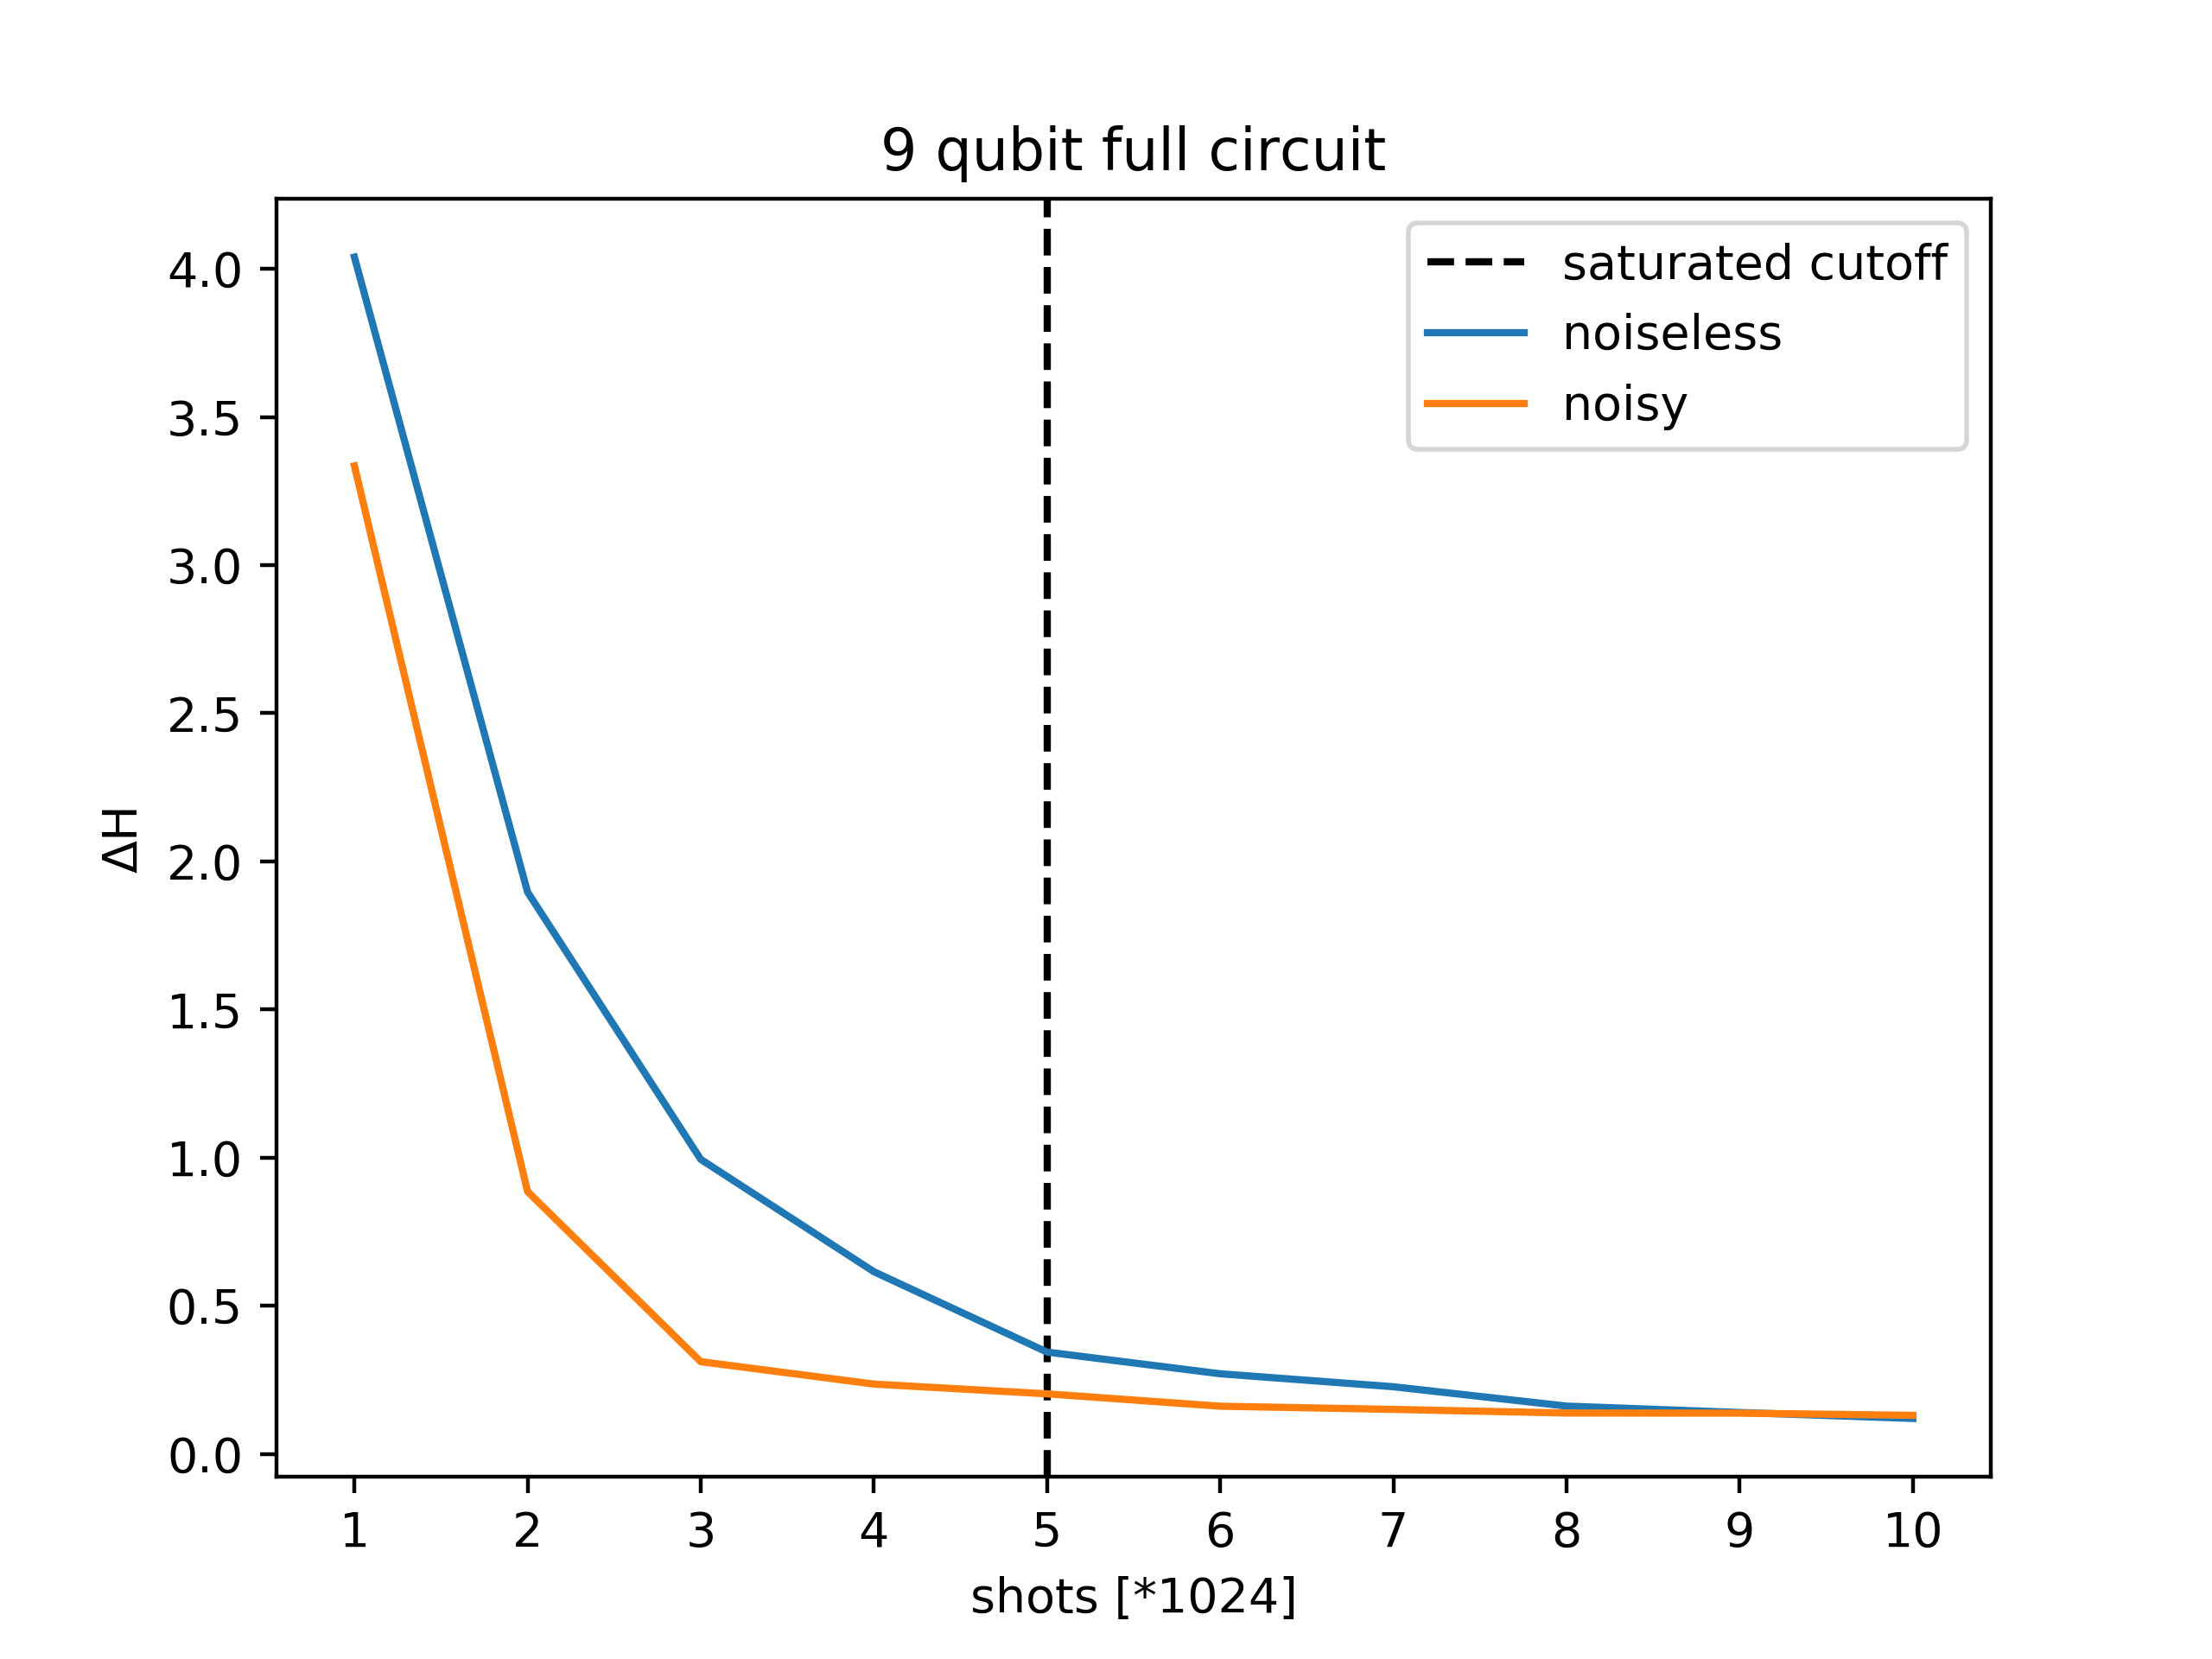 9 qubit full circuit
saturated cutoff
noiseless
noisy
4.0
3.5
3.0
2.5
2.0
1.5
1.0
0.5
0.0
ΔH
1 2 3 4 5 6 7 8 9 10
shots [*1024]